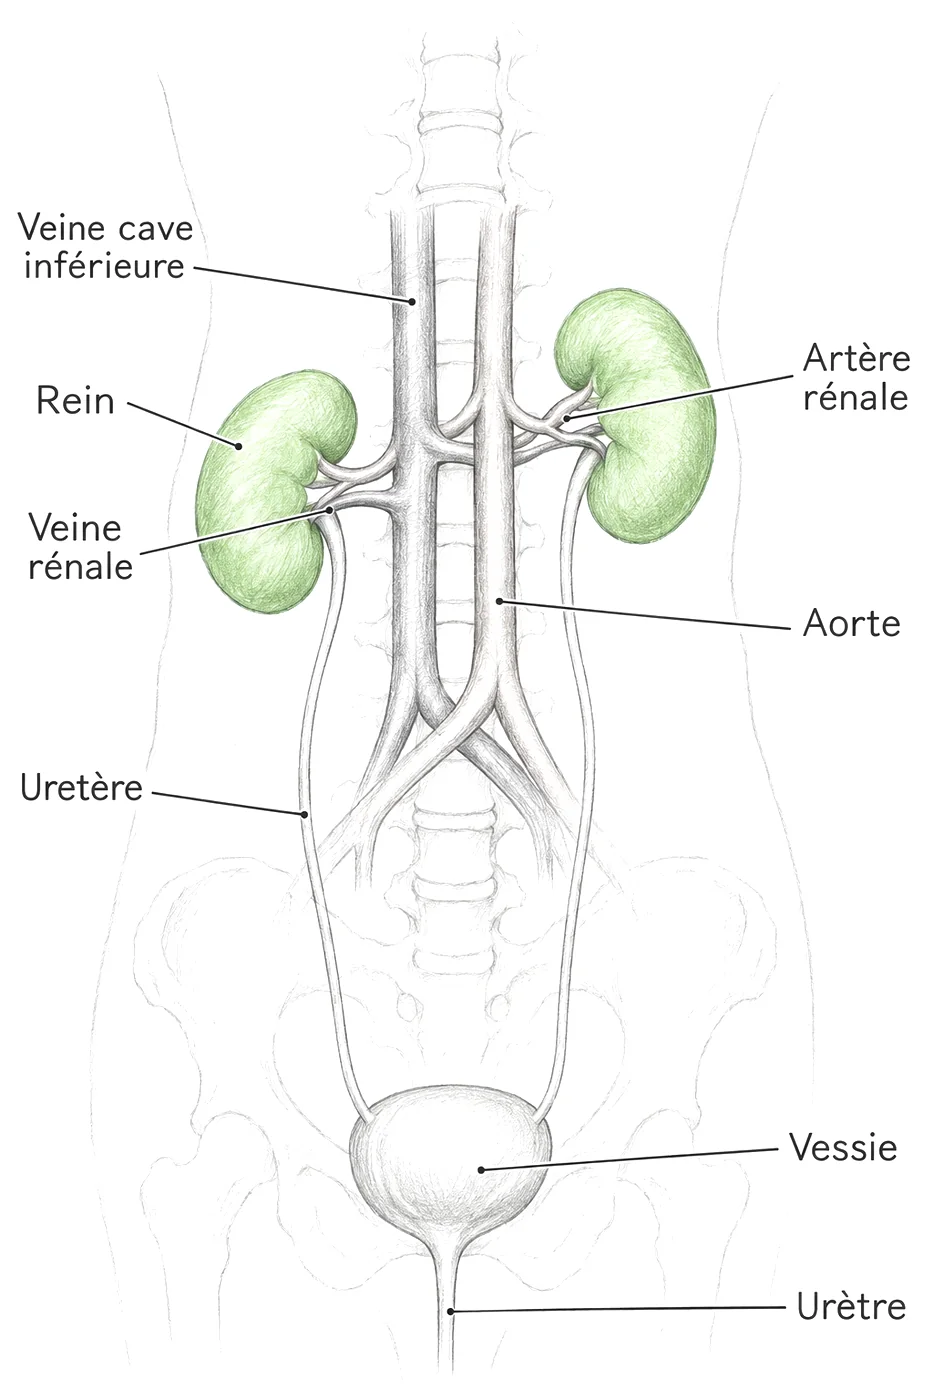 Veine cave
inférieure
Artère
rénale
Rein
Veine
rénale
Aorte
Uretère
Vessie
Urètre